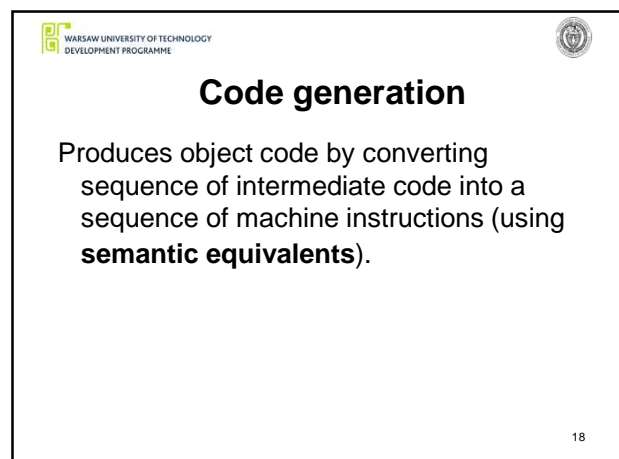 WARSAW UNIVERSITY OF TECHNOLOGY
DEVELOPMENT PROGRAMME
Code generation
Produces object code by converting
sequence of intermediate code into a
sequence of machine instructions (using
semantic equivalents).
18